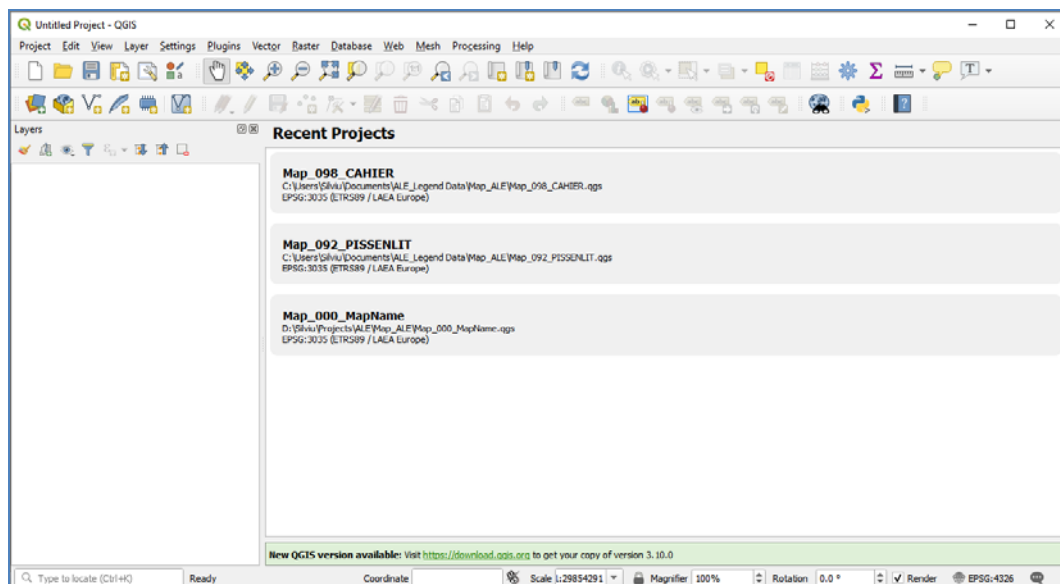 Untitled Project - QGIS
Project Edit View Layer Settings Plugins Vector Raster Database Web Mesh Processing Help
Layers
Recent Projects
Map_098_CAHIER
C:\Users\Silviu\Documents\ALE_Legend Data\Map_ALE\Map_098_CAHIER.qgs
EPSG:3035 (ETRS89 / LAEA Europe)
Map_092_PISSENLIT
C:\Users\Silviu\Documents\ALE_Legend Data\Map_ALE\Map_092_PISSENLIT.qgs
EPSG:3035 (ETRS89 / LAEA Europe)
Map_000_MapName
D:\Silviu\Projects\ALE\Map_ALE\Map_000_MapName.qgs
EPSG:3035 (ETRS89 / LAEA Europe)
New QGIS version available: Visit https://download.qgis.org to get your copy of version 3.10.0
Type to locate (Ctrl+K) Ready Coordinate Scale 1:29854291 Magnifier 100% Rotation 0.0 ° Render EPSG:4326